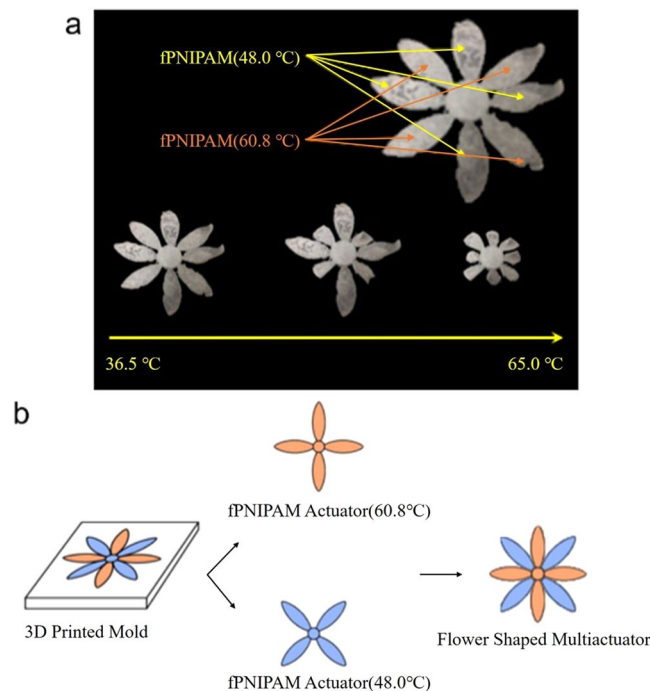 a
fPNIPAM(48.0 ℃)
fPNIPAM(60.8 ℃)
36.5 ℃
65.0 ℃
b
fPNIPAM Actuator(60.8℃)
3D Printed Mold
fPNIPAM Actuator(48.0℃)
Flower Shaped Multiactuator